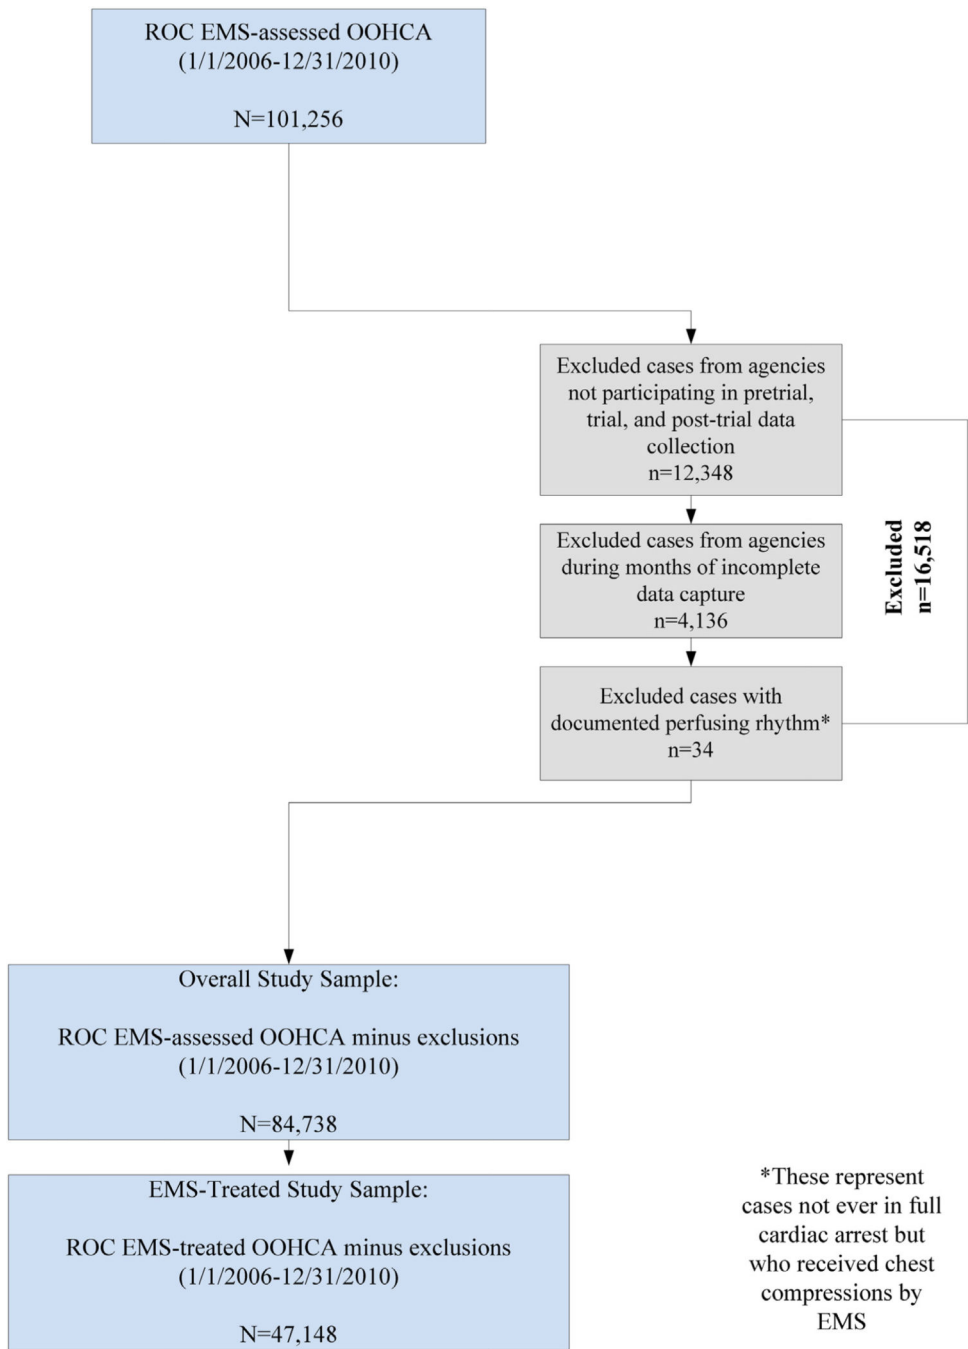 ROC EMS-assessed OOHCA
(1/1/2006-12/31/2010)
N=101,256
Excluded cases from agencies
not participating in pretrial,
trial, and post-trial data
collection
n=12,348
Excluded cases from agencies
during months of incomplete
data capture
n=4,136
Excluded cases with
documented perfusing rhythm*
n=34
Excluded
n=16,518
Overall Study Sample:
ROC EMS-assessed OOHCA minus exclusions
(1/1/2006-12/31/2010)
N=84,738
EMS-Treated Study Sample:
ROC EMS-treated OOHCA minus exclusions
(1/1/2006-12/31/2010)
N=47,148
*These represent
cases not ever in full
cardiac arrest but
who received chest
compressions by
EMS